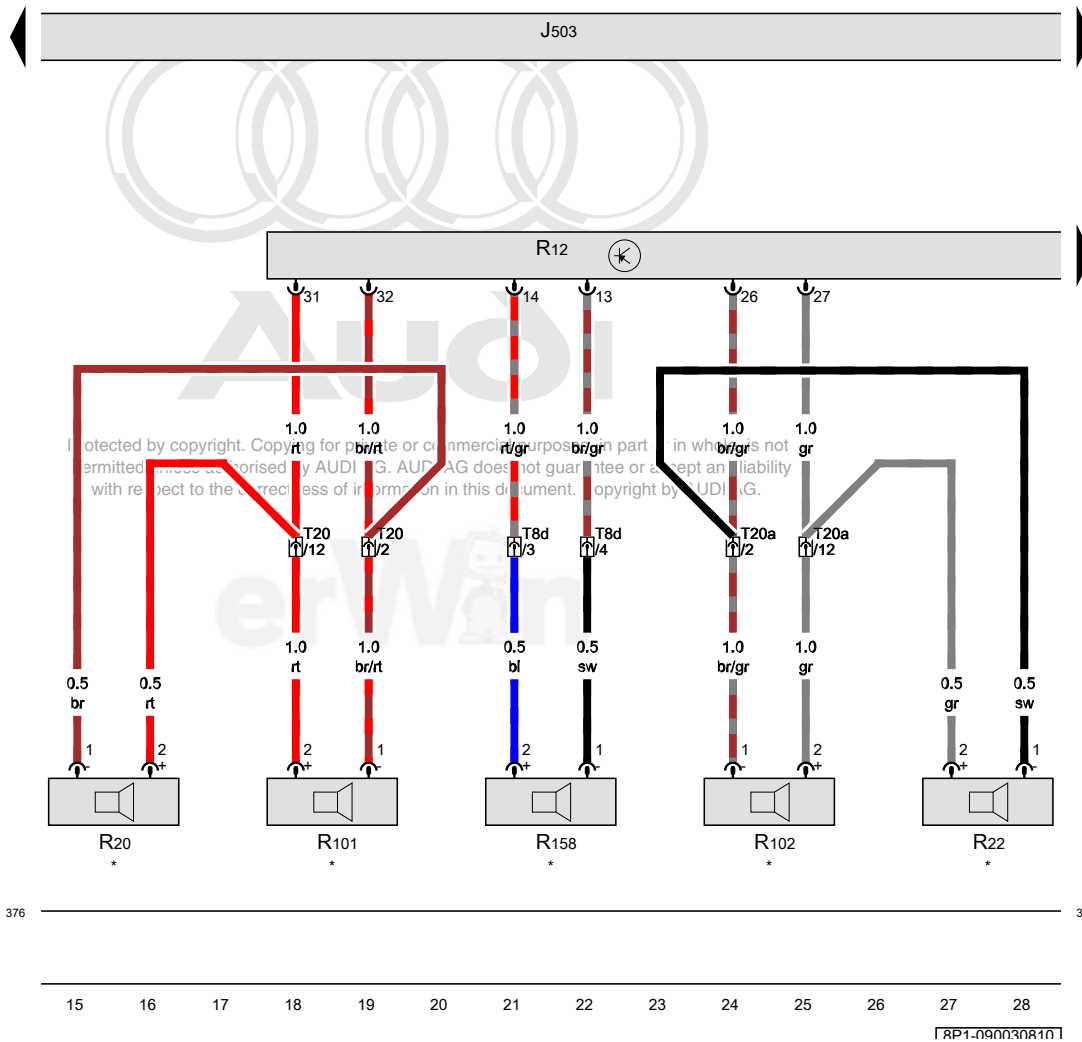 J503
R12
31 32 14 13 26 27
Audi
1.0 1.0 1.0 1.0 1.0 1.0
rt br/rt rt/gr br/gr br/gr gr
Protected by copyright. Copying for private or commercial purposes, in part or in whole, is not
permitted unless authorised by AUDI AG. AUDI AG does not guarantee or accept any liability
with respect to the correctness of information in this document. Copyright by AUDI AG.
T20 T20 T8d T8d T20a T20a
/12 /2 /3 /4 /2 /12
erWin
1.0 1.0 0.5 0.5 1.0 1.0
rt br/rt bl sw br/gr gr
0.5 0.5 0.5 0.5
br rt gr sw
1 2 2 1 2 1 1 2 2 1
- + + - + - - + + -
R20 R101 R158 R102 R22
* * * * *
376 3
15 16 17 18 19 20 21 22 23 24 25 26 27 28
8P1-090030810